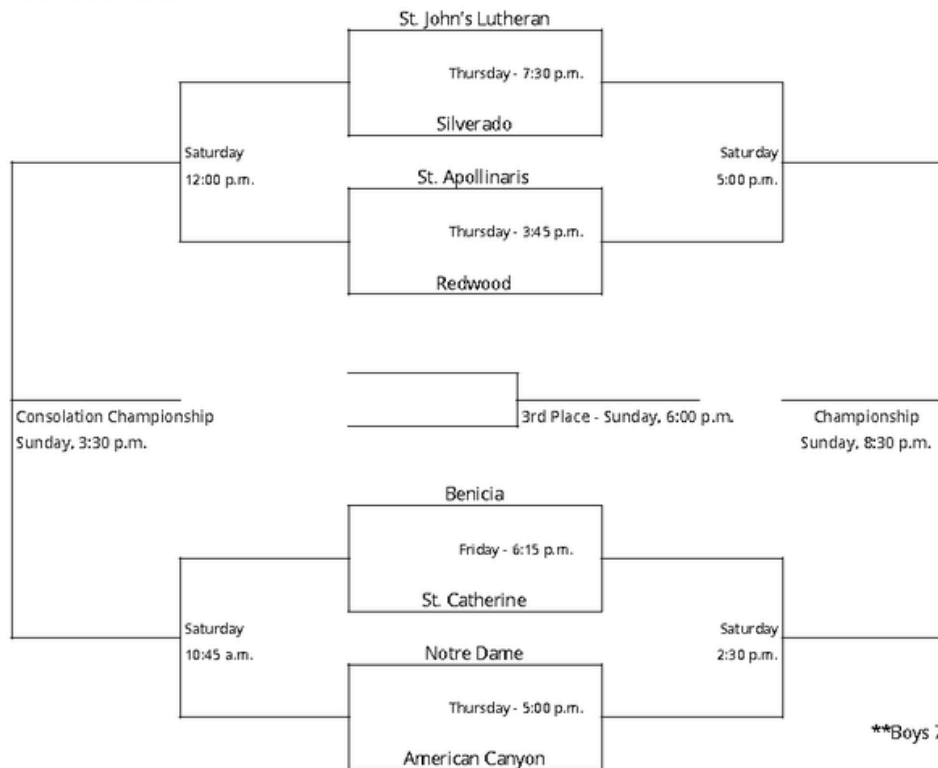 St. John's Lutheran
Thursday - 7:30 p.m.
Silverado
Saturday
12:00 p.m.
Saturday
5:00 p.m.
St. Apollinaris
Thursday - 3:45 p.m.
Redwood
Consolation Championship
Sunday, 3:30 p.m.
3rd Place - Sunday, 6:00 p.m.
Championship
Sunday, 8:30 p.m.
Benicia
Friday - 6:15 p.m.
St. Catherine
Saturday
10:45 a.m.
Saturday
2:30 p.m.
Notre Dame
Thursday - 5:00 p.m.
American Canyon
**Boys 7